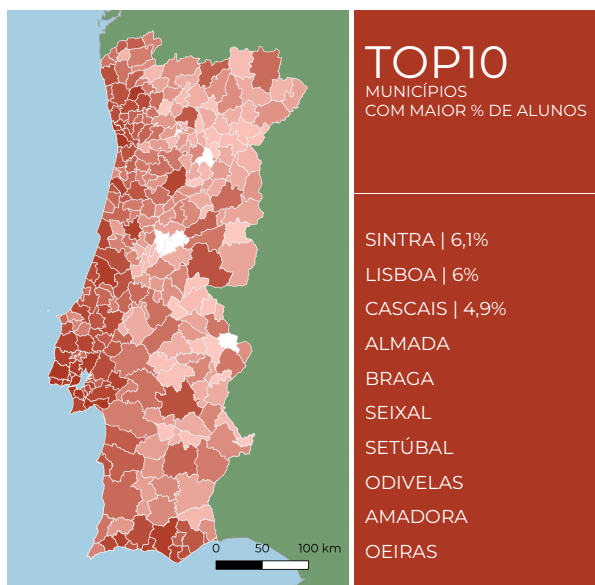 TOP10
MUNICÍPIOS
COM MAIOR % DE ALUNOS
SINTRA | 6,1%
LISBOA | 6%
CASCAIS | 4,9%
ALMADA
BRAGA
SEIXAL
SETÚBAL
ODIVELAS
AMADORA
OEIRAS
0 50 100 km